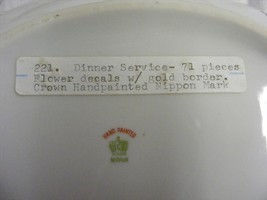 221. Dinner Service- 71 pieces
Flower decals w/ gold border.
Crown Handpainted Nippon Mark
HAND PAINTED
NIPPON